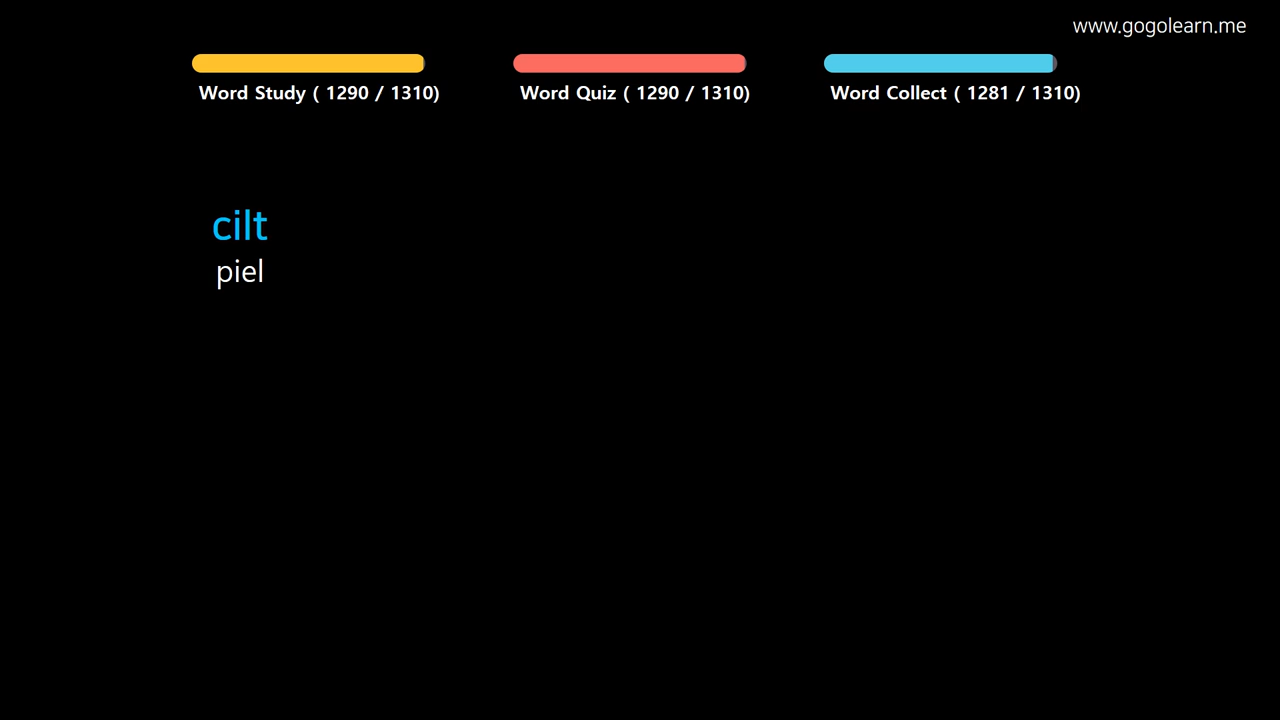 www.gogolearn.me
Word Study ( 1290 / 1310)
Word Quiz ( 1290 / 1310)
Word Collect ( 1281 / 1310)
cilt
piel